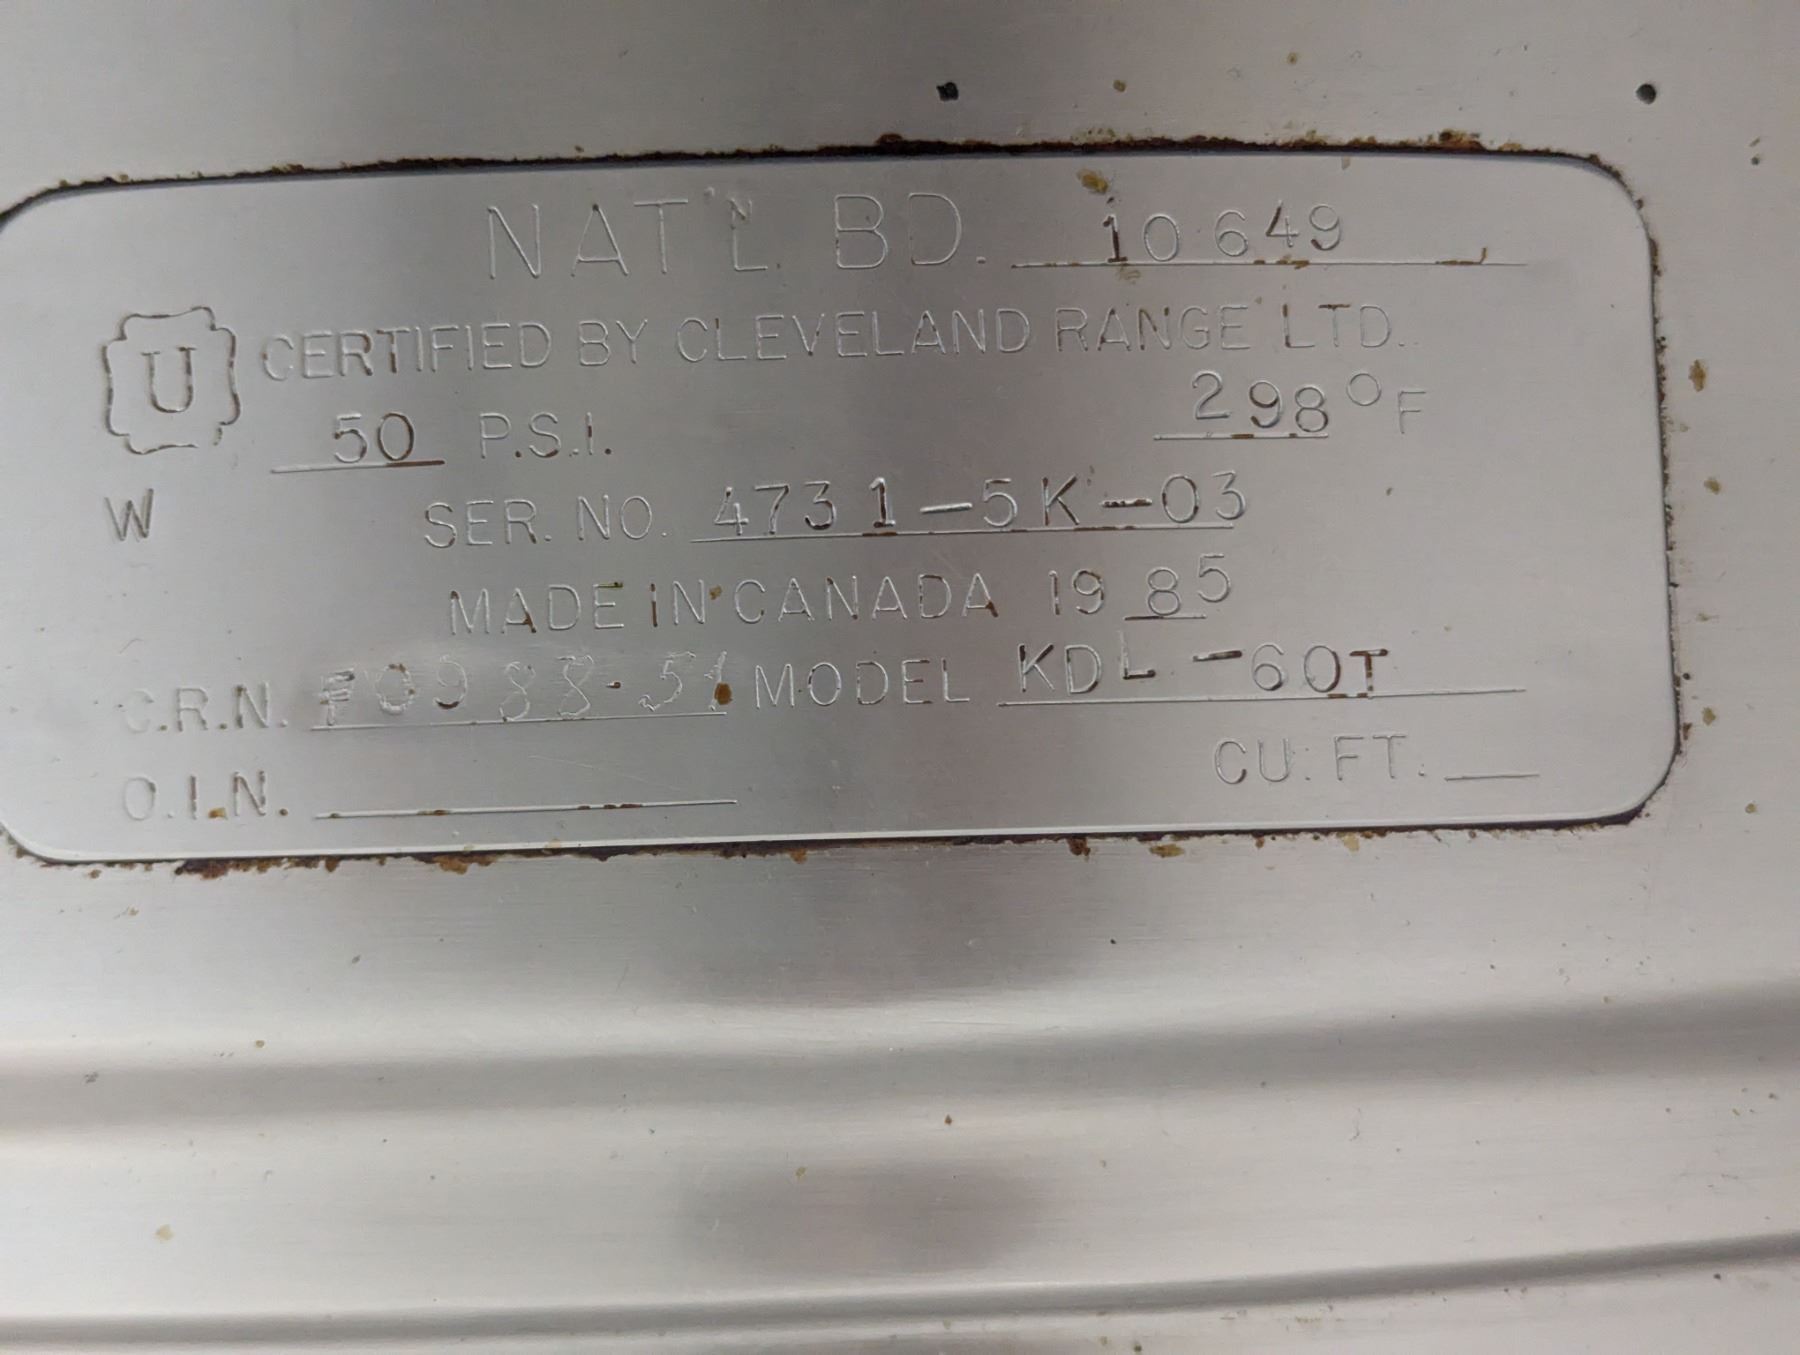 NAT'L. BD. 10649
U CERTIFIED BY CLEVELAND RANGE LTD.
50 P.S.I. 298°F
W SER. NO. 4731-5K-03
MADE IN CANADA 1985
C.R.N. MODEL KDL-60T
O.I.N. CU. FT.